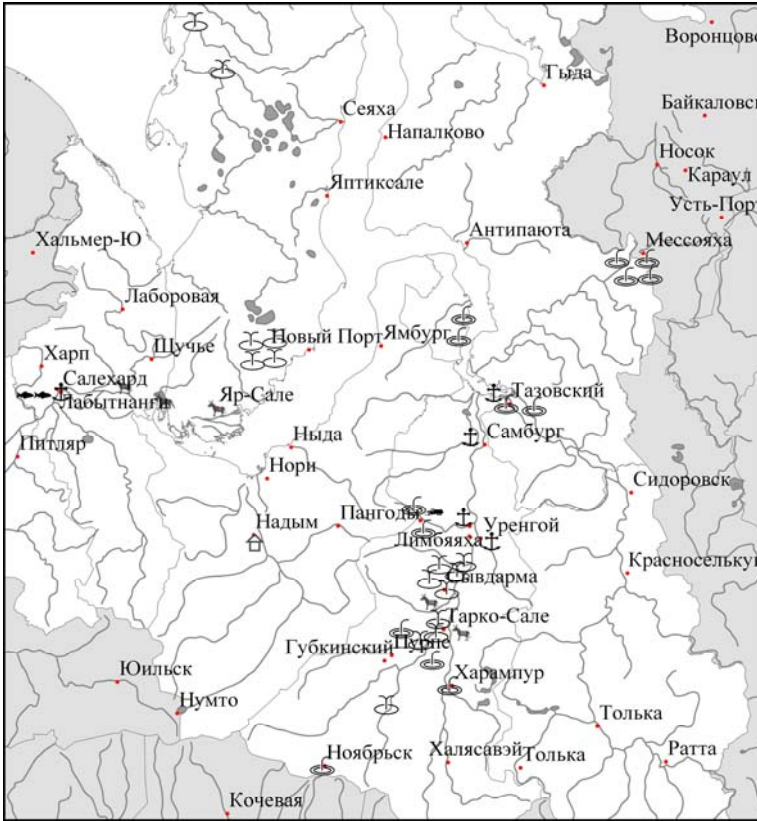 Воронцово
Гыда
Байкаловск
Сеяха
Напалково
Носок
Караул
Яптиксале
Усть-Порт
Антипаюта
Мессояха
Хальмер-Ю
Лаборовая
Новый Порт
Ямбург
Щучье
Харп
Салехард
Яр-Сале
Тазовский
Лабытнанги
Самбург
Ныда
Питляр
Нори
Сидоровск
Пангоды
Уренгой
Надым
Лимбяяха
Красноселькуп
Сывдарма
Тарко-Сале
Пурпе
Губкинский
Харампур
Юильск
Нумто
Толька
Ноябрьск
Халясавэй
Толька
Ратта
Кочевая